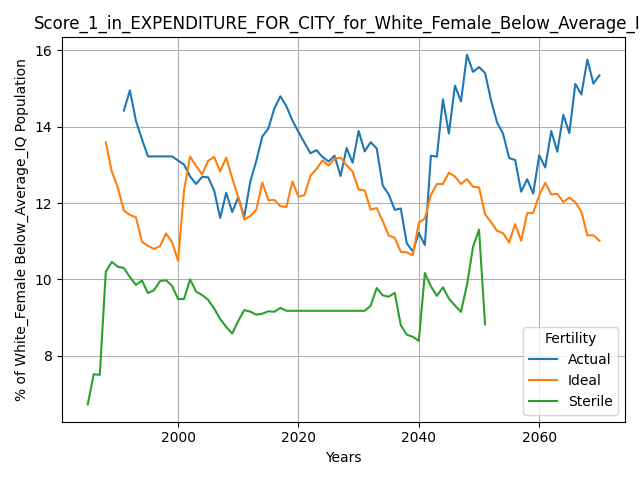 Score_1_in_EXPENDITURE_FOR_CITY_for_White_Female_Below_Average_I
% of White_Female Below_Average_IQ Population
16
14
12
10
8
2000 2020 2040 2060
Years
Fertility
Actual
Ideal
Sterile